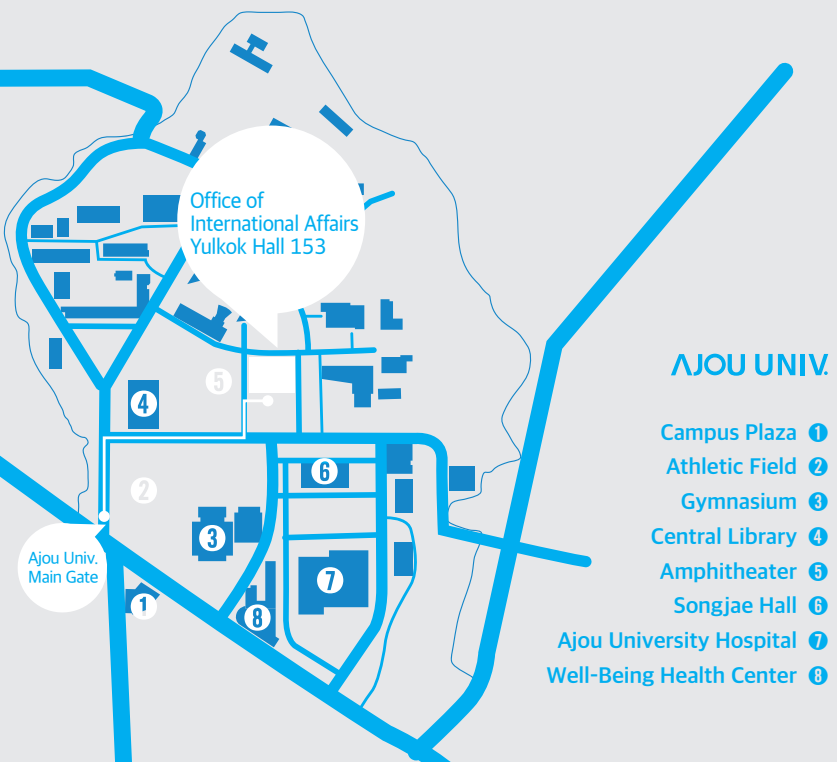 Office of
International Affairs
Yulkok Hall 153
5
4
6
2
3
7
8
1
Ajou Univ.
Main Gate
AJOU UNIV.
Campus Plaza 1
Athletic Field 2
Gymnasium 3
Central Library 4
Amphitheater 5
Songjae Hall 6
Ajou University Hospital 7
Well-Being Health Center 8